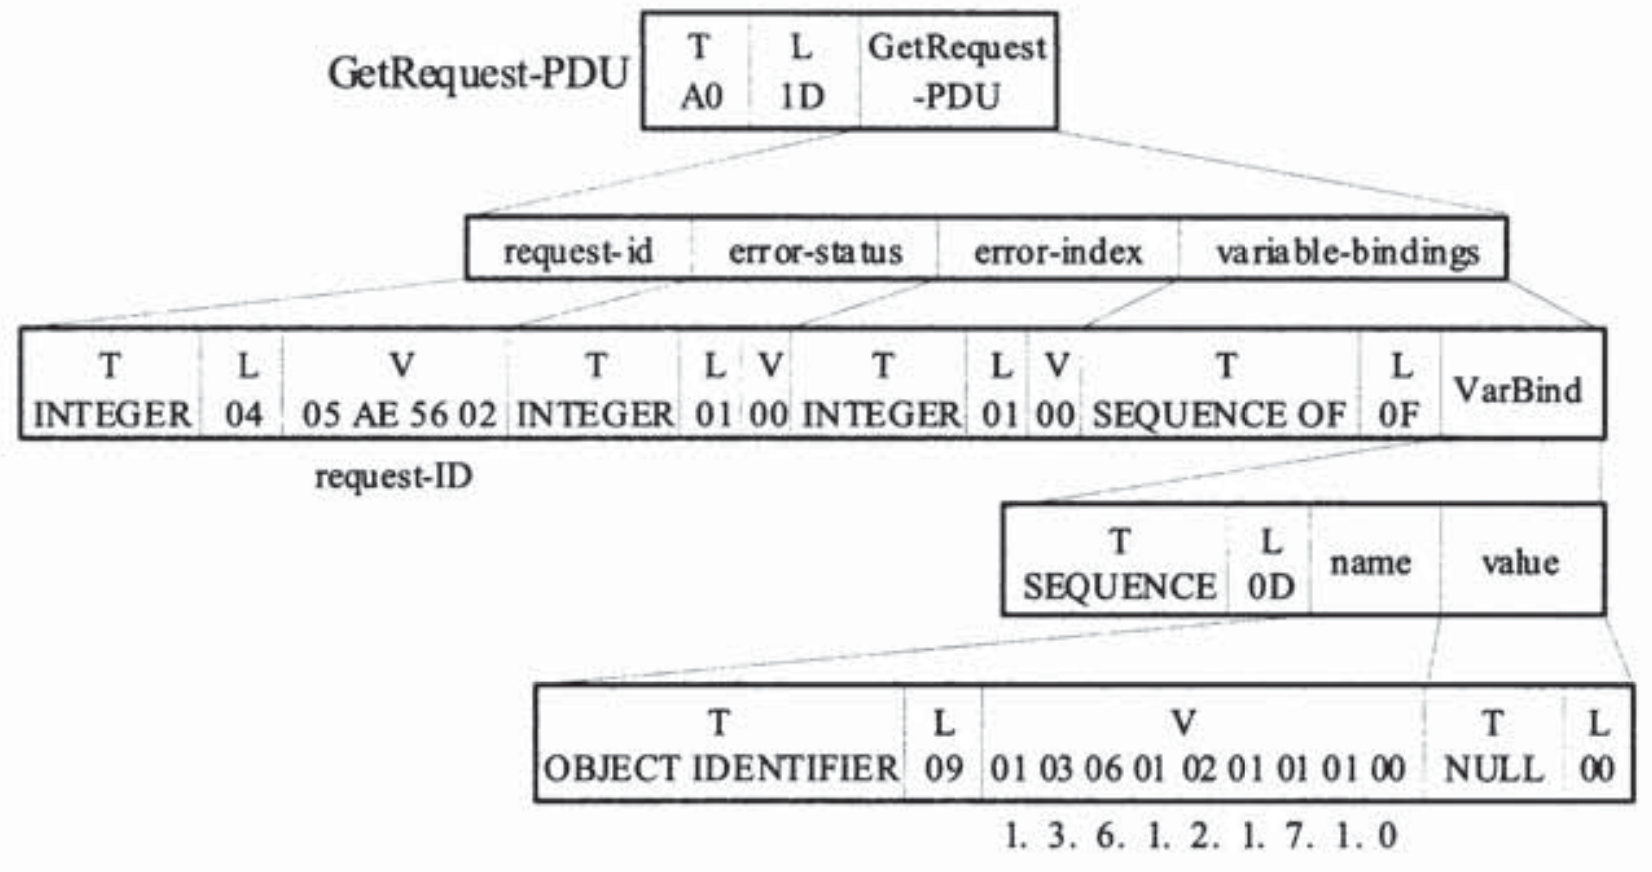 GetRequest-PDU
T L GetRequest
A0 1D -PDU
request-id error-status error-index variable-bindings
T L V T L V T L V T L
INTEGER 04 05 AE 56 02 INTEGER 01 00 INTEGER 01 00 SEQUENCE OF 0F VarBind
request-ID
T L
SEQUENCE 0D name value
T L V T L
OBJECT IDENTIFIER 09 01 03 06 01 02 01 01 01 00 NULL 00
1. 3. 6. 1. 2. 1. 7. 1. 0